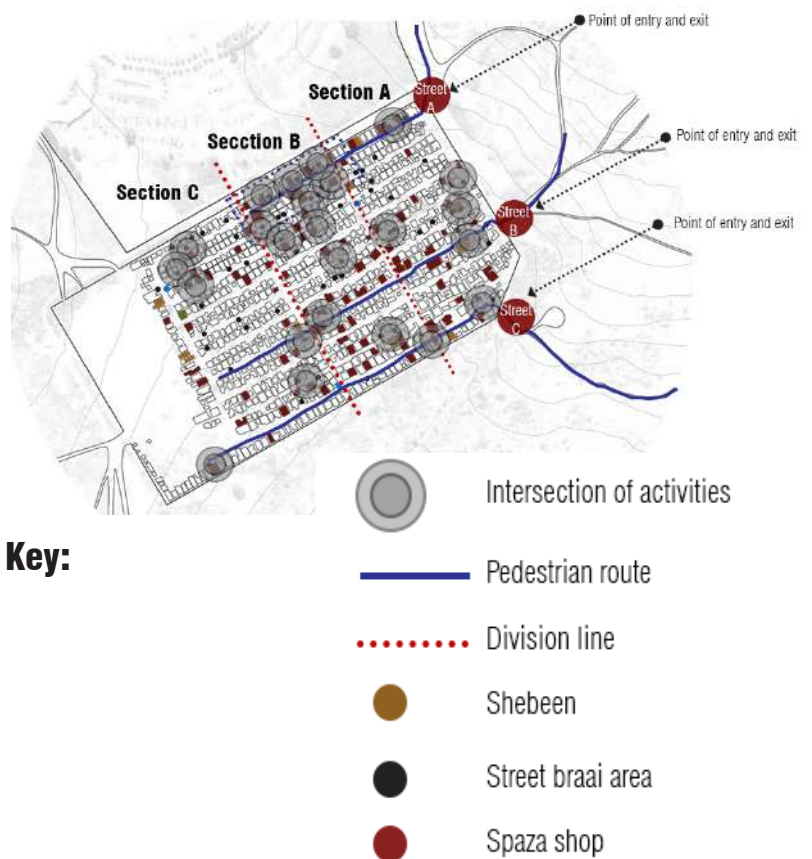 Point of entry and exit
Street
A
Section A
Secction B
Point of entry and exit
Section C
Street
B
Point of entry and exit
Street
C
Intersection of activities
Key:
Pedestrian route
Division line
Shebeen
Street braai area
Spaza shop